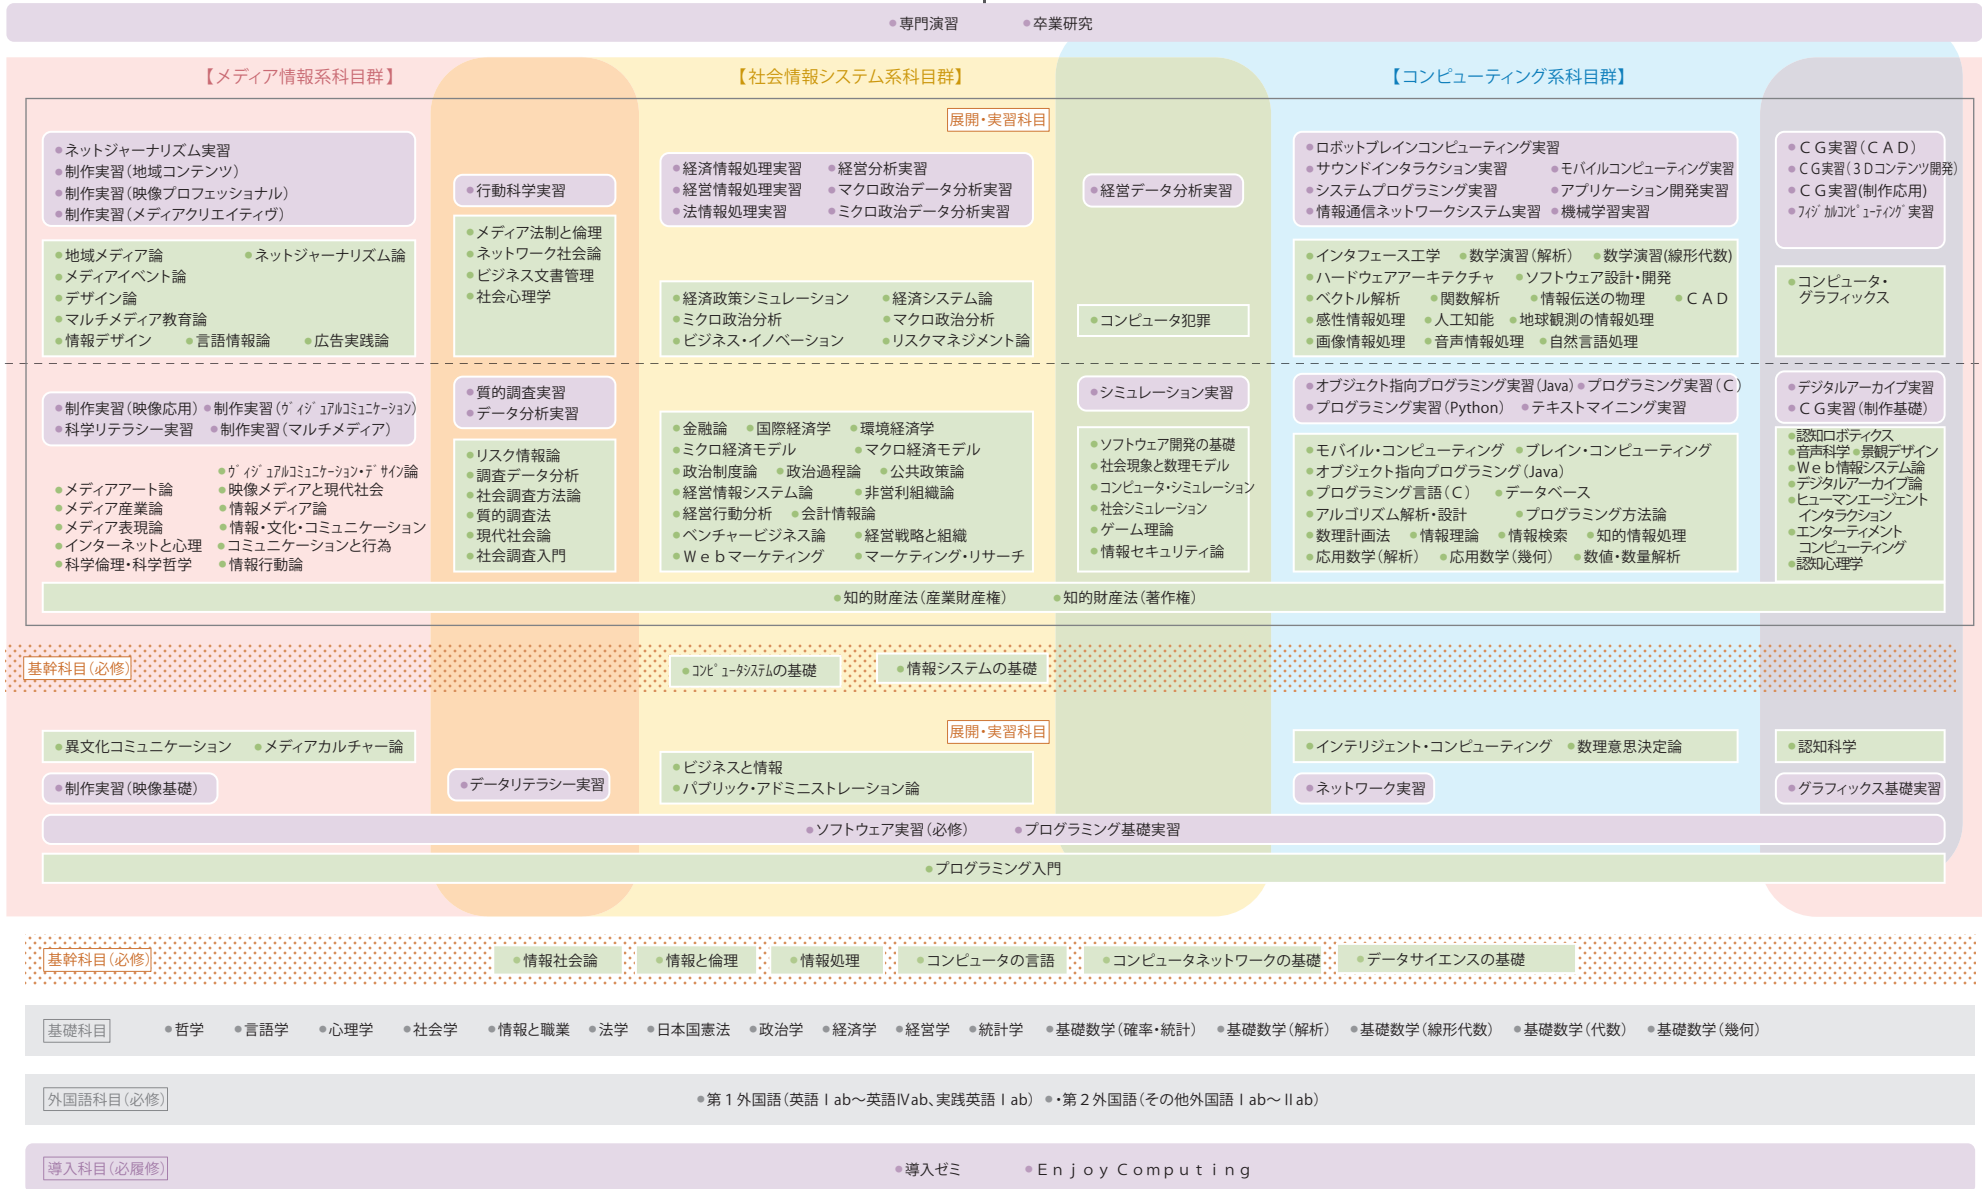 ●専門演習 ●卒業研究
【メディア情報系科目群】
【社会情報システム系科目群】
【コンピューティング系科目群】
展開・実習科目
●ネットジャーナリズム実習
●制作実習（地域コンテンツ）
●制作実習（映像プロフェッショナル）
●制作実習（メディアクリエイティヴ）
●地域メディア論 ●ネットジャーナリズム論
●メディアイベント論
●デザイン論
●マルチメディア教育論
●情報デザイン ●言語情報論 ●広告実践論
●行動科学実習
●メディア法制と倫理
●ネットワーク社会論
●ビジネス文書管理
●社会心理学
●経済情報処理実習 ●経営分析実習
●経営情報処理実習 ●マクロ政治データ分析実習
●法情報処理実習 ●ミクロ政治データ分析実習
●経済政策シミュレーション ●経済システム論
●ミクロ政治分析 ●マクロ政治分析
●ビジネス・イノベーション ●リスクマネジメント論
●経営データ分析実習
●コンピュータ犯罪
●ロボットブレインコンピューティング実習
●サウンドインタラクション実習 ●モバイルコンピューティング実習
●システムプログラミング実習 ●アプリケーション開発実習
●情報通信ネットワークシステム実習 ●機械学習実習
●インタフェース工学 ●数学演習（解析） ●数学演習(線形代数)
●ハードウェアアーキテクチャ ●ソフトウェア設計・開発
●ベクトル解析 ●関数解析 ●情報伝送の物理 ●ＣＡＤ
●感性情報処理 ●人工知能 ●地球観測の情報処理
●画像情報処理 ●音声情報処理 ●自然言語処理
●ＣＧ実習（ＣＡＤ）
●ＣＧ実習（３Ｄコンテンツ開発）
●ＣＧ実習（制作応用）
●ﾌｨｼﾞｶﾙｺﾝﾋﾟｭｰﾃｨﾝｸﾞ実習
●コンピュータ・
グラフィックス
●制作実習（映像応用） ●制作実習（ｳﾞｨｼﾞｭｱﾙｺﾐｭﾆｹｰｼｮﾝ）
●科学リテラシー実習 ●制作実習（マルチメディア）
●ｳﾞｨｼﾞｭｱﾙｺﾐｭﾆｹｰｼｮﾝ・ﾃﾞｻﾞｲﾝ論
●メディアアート論 ●映像メディアと現代社会
●メディア産業論 ●情報メディア論
●メディア表現論 ●情報・文化・コミュニケーション
●インターネットと心理 ●コミュニケーションと行為
●科学倫理・科学哲学 ●情報行動論
●質的調査実習
●データ分析実習
●リスク情報論
●調査データ分析
●社会調査方法論
●質的調査法
●現代社会論
●社会調査入門
●金融論 ●国際経済学 ●環境経済学
●ミクロ経済モデル ●マクロ経済モデル
●政治制度論 ●政治過程論 ●公共政策論
●経営情報システム論 ●非営利組織論
●経営行動分析 ●会計情報論
●ベンチャービジネス論 ●経営戦略と組織
●Ｗｅｂマーケティング ●マーケティング・リサーチ
●シミュレーション実習
●ソフトウェア開発の基礎
●社会現象と数理モデル
●コンピュータ・シミュレーション
●社会シミュレーション
●ゲーム理論
●情報セキュリティ論
●オブジェクト指向プログラミング実習（Java） ●プログラミング実習（Ｃ）
●プログラミング実習（Python） ●テキストマイニング実習
●モバイル・コンピューティング ●ブレイン・コンピューティング
●オブジェクト指向プログラミング（Java）
●プログラミング言語（Ｃ） ●データベース
●アルゴリズム解析・設計 ●プログラミング方法論
●数理計画法 ●情報理論 ●情報検索 ●知的情報処理
●応用数学（解析） ●応用数学（幾何） ●数値・数量解析
●デジタルアーカイブ実習
●ＣＧ実習（制作基礎）
●認知ロボティクス
●音声科学 ●景観デザイン
●Ｗｅｂ情報システム論
●デジタルアーカイブ論
●ヒューマンエージェント
インタラクション
●エンターティメント
コンピューティング
●認知心理学
●知的財産法（産業財産権） ●知的財産法（著作権）
基幹科目（必修）
●ｺﾝﾋﾟｭｰﾀｼｽﾃﾑの基礎 ●情報システムの基礎
展開・実習科目
●異文化コミュニケーション ●メディアカルチャー論
●制作実習（映像基礎）
●データリテラシー実習
●ビジネスと情報
●パブリック・アドミニストレーション論
●インテリジェント・コンピューティング ●数理意思決定論
●ネットワーク実習
●認知科学
●グラフィックス基礎実習
●ソフトウェア実習（必修） ●プログラミング基礎実習
●プログラミング入門
基幹科目（必修） ●情報社会論 ●情報と倫理 ●情報処理 ●コンピュータの言語 ●コンピュータネットワークの基礎 ●データサイエンスの基礎
基礎科目 ●哲学 ●言語学 ●心理学 ●社会学 ●情報と職業 ●法学 ●日本国憲法 ●政治学 ●経済学 ●経営学 ●統計学 ●基礎数学（確率・統計） ●基礎数学（解析） ●基礎数学（線形代数） ●基礎数学（代数） ●基礎数学（幾何）
外国語科目（必修） ●第１外国語（英語Ⅰab～英語Ⅳab、実践英語Ⅰab） ●・第２外国語（その他外国語Ⅰab～Ⅱab）
導入科目（必履修） ●導入ゼミ ●Ｅｎｊｏｙ Ｃｏｍｐｕｔｉｎｇ